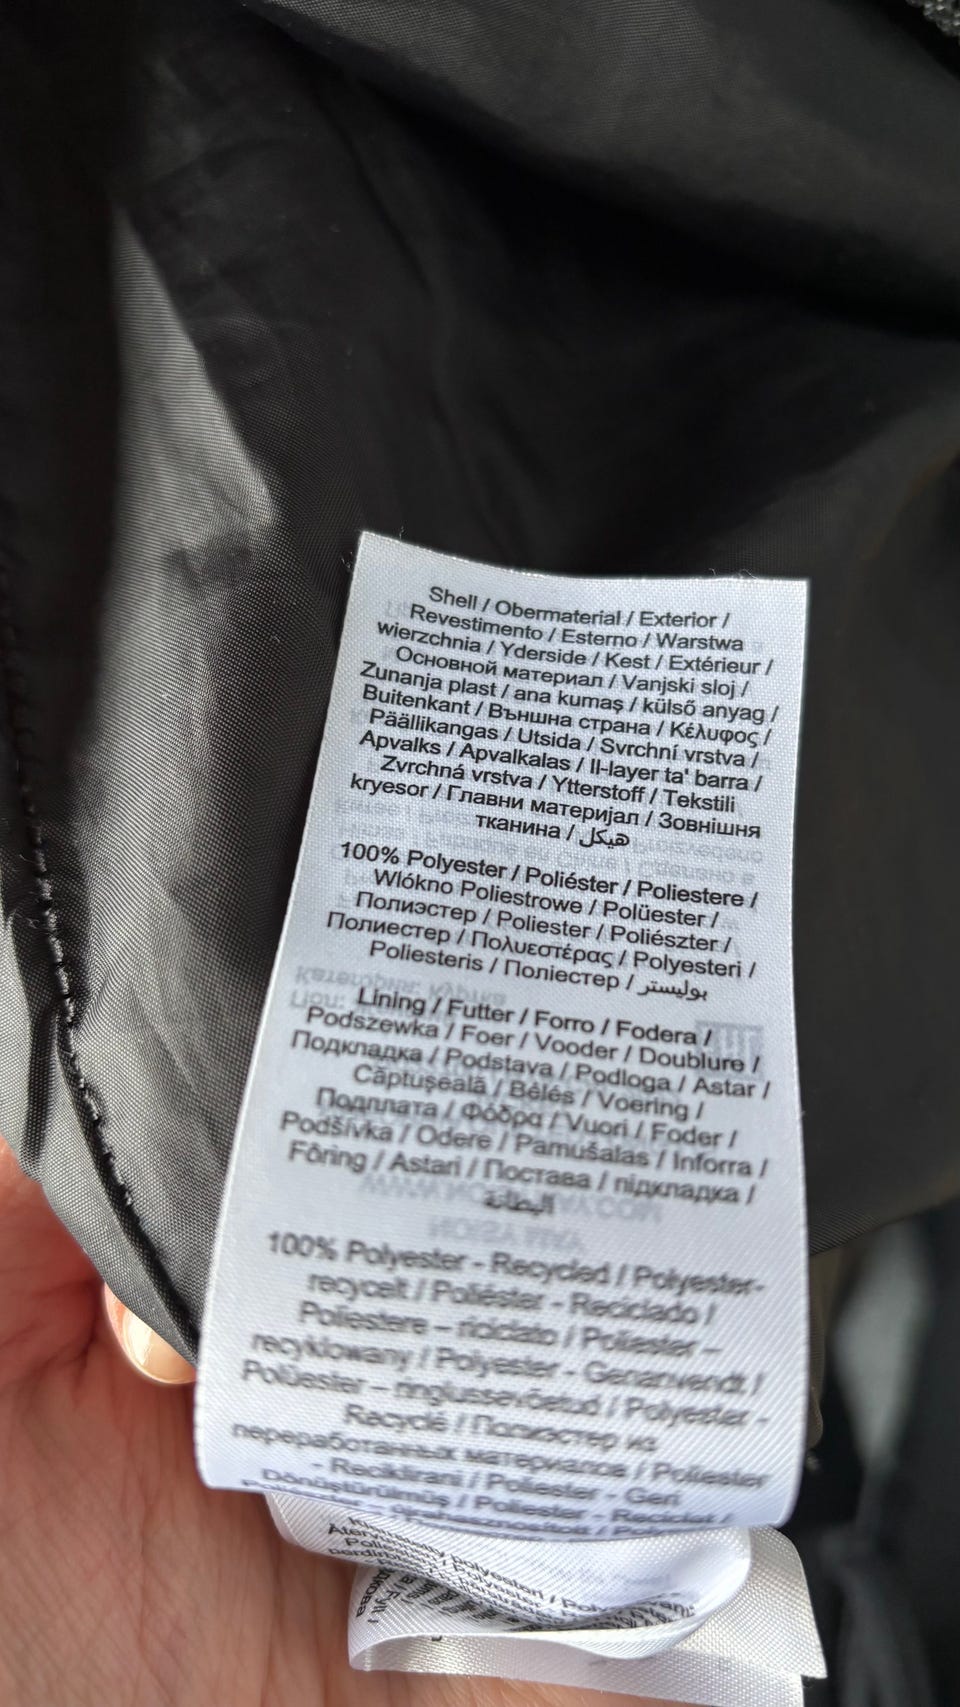 Shell / Obermaterial / Exterior /
Revestimento / Esterno / Warstwa
wierzchnia / Yderside / Kest / Extérieur /
Основной материал / Vanjski sloj /
Zunanja plast / ana kumaş / külső anyag /
Buitenkant / Външна страна / Κέλυφος /
Päällikangas / Utsida / Svrchní vrstva /
Apvalks / Apvalkalas / Il-layer ta' barra /
Zvrchná vrstva / Ytterstoff / Tekstili
kryesor / Главни материјал / Зовнішня
тканина / هيكل
100% Polyester / Poliéster / Poliestere /
Wlókno Poliestrowe / Polüester /
Полиэстер / Poliester / Poliészter /
Полиестер / Πολυεστέρας / Polyesteri /
Poliesteris / Поліестер / بوليستر
Lining / Futter / Forro / Fodera /
Podszewka / Foer / Vooder / Doublure /
Подкладка / Podstava / Podloga / Astar /
Căptuşeală / Bélés / Voering /
Подплата / Φόδρα / Vuori / Foder /
Podšívka / Odere / Pamušalas / Inforra /
Fôring / Astari / Постава / підкладка /
البطانة
100% Polyester - Recycled / Polyester-
recycelt / Poliéster - Reciclado /
Poliestere – riciclato / Poliester –
recyklowany / Polyester - Genanvendt /
Polüester – ringlussevõetud / Polyester -
Recyclé / Полиэстер из
переработанных материалов / Poliester
- Reciklirani / Poliester - Geri
Dönüştürülmüş / Poliester - Reciclat /